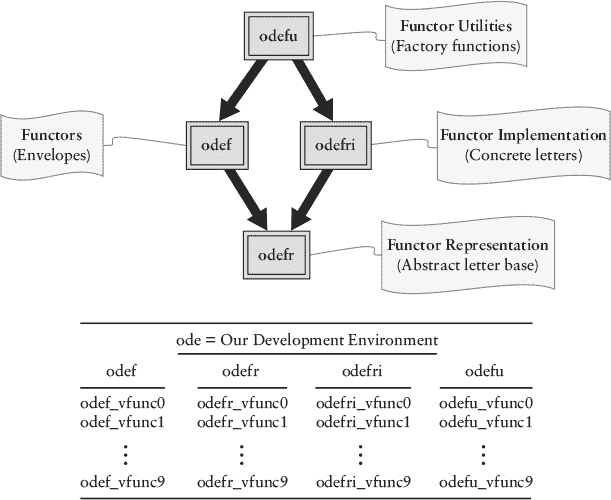 odefu
Functor Utilities
(Factory functions)
Functors
(Envelopes)
odef
odefri
Functor Implementation
(Concrete letters)
odefr
Functor Representation
(Abstract letter base)
ode = Our Development Environment
odef odefr odefri odefu
odef_vfunc0 odefr_vfunc0 odefri_vfunc0 odefu_vfunc0
odef_vfunc1 odefr_vfunc1 odefri_vfunc1 odefu_vfunc1
⋮ ⋮ ⋮ ⋮
odef_vfunc9 odefr_vfunc9 odefri_vfunc9 odefu_vfunc9